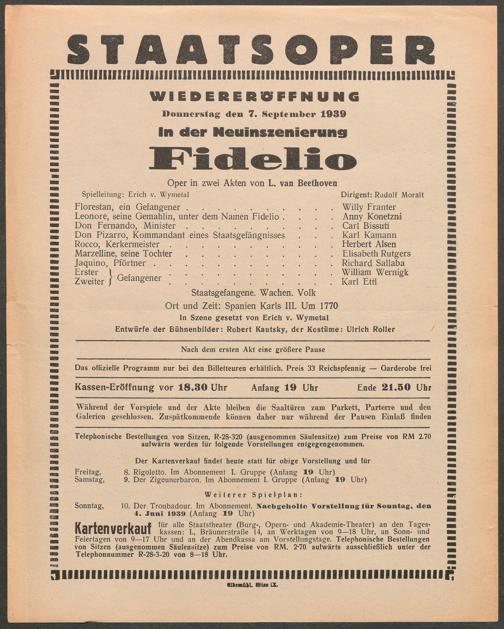 STAATSOPER
WIEDERERÖFFNUNG
Donnerstag den 7. September 1939
In der Neuinszenierung
Fidelio
Oper in zwei Akten von L. van Beethoven
Spielleitung: Erich v. Wymetal Dirigent: Rudolf Moralt
Florestan, ein Gefangener . . . . . . . . Willy Franter
Leonore, seine Gemahlin, unter dem Namen Fidelio . . . . Anny Konetzni
Don Fernando, Minister . . . . . . . . Carl Bissuti
Don Pizarro, Kommandant eines Staatsgefängnisses . . . . Karl Kamann
Rocco, Kerkermeister . . . . . . . . Herbert Alsen
Marzelline, seine Tochter . . . . . . . . Elisabeth Rutgers
Jaquino, Pförtner . . . . . . . . Richard Sallaba
Erster } Gefangener . . . . . . . . William Wernigk
Zweiter } Karl Ettl
Staatsgefangene. Wachen. Volk
Ort und Zeit: Spanien Karls III. Um 1770
In Szene gesetzt von Erich v. Wymetal
Entwürfe der Bühnenbilder: Robert Kautsky, der Kostüme: Ulrich Roller
Nach dem ersten Akt eine größere Pause
Das offizielle Programm nur bei den Billetteuren erhältlich. Preis 33 Reichspfennig — Garderobe frei
Kassen-Eröffnung vor 18.30 Uhr Anfang 19 Uhr Ende 21.50 Uhr
Während der Vorspiele und der Akte bleiben die Saaltüren zum Parkett, Parterre und den
Galerien geschlossen. Zuspätkommende können daher nur während der Pausen Einlaß finden
Telephonische Bestellungen von Sitzen, R-28-320 (ausgenommen Säulensitze) zum Preise von RM 2.70
aufwärts werden für folgende Vorstellungen entgegengenommen.
Der Kartenverkauf findet heute statt für obige Vorstellung und für
Freitag, 8. Rigoletto. Im Abonnement I. Gruppe (Anfang 19 Uhr)
Samstag, 9. Der Zigeunerbaron. Im Abonnement I. Gruppe (Anfang 19 Uhr)
Weiterer Spielplan:
Sonntag, 10. Der Troubadour. Im Abonnement. Nachgeholte Vorstellung für Sonntag, den
4. Juni 1939 (Anfang 19 Uhr)
Kartenverkauf für alle Staatstheater (Burg-, Opern- und Akademie-Theater) an den Tages-
kassen: I., Bräunerstraße 14, an Werktagen von 9—18 Uhr, an Sonn- und
Feiertagen von 9—17 Uhr und an der Abendkassa am Vorstellungstage. Telephonische Bestellungen
von Sitzen (ausgenommen Säulensitze) zum Preise von RM. 2·70 aufwärts ausschließlich unter der
Telephonnummer R-28-3-20 von 8—18 Uhr.
Elbemühl, Wien IX.